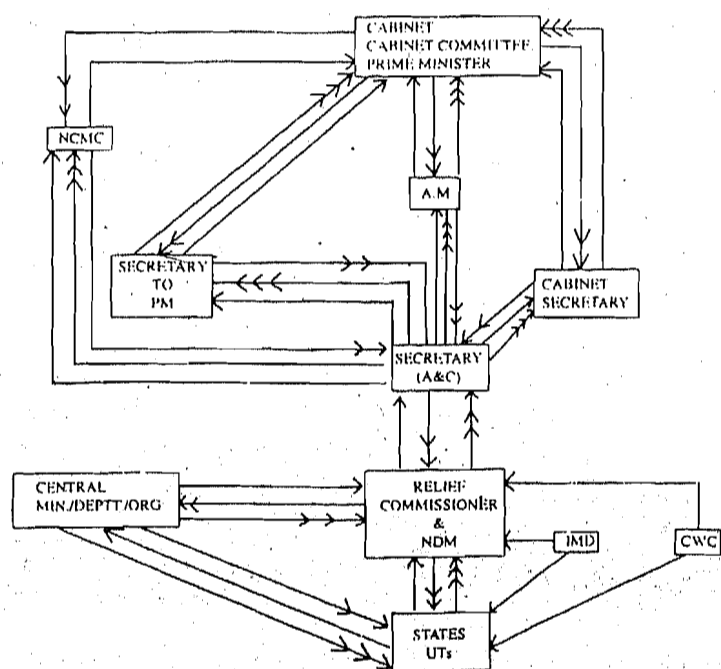 CABINET
CABINET COMMITTEE
PRIME MINISTER
NCMC
A.M
SECRETARY
TO
PM
CABINET
SECRETARY
SECRETARY
(A&C)
CENTRAL
MIN./DEPTT/ORG
RELIEF
COMMISSIONER
&
NDM
IMD
CWC
STATES
UTs